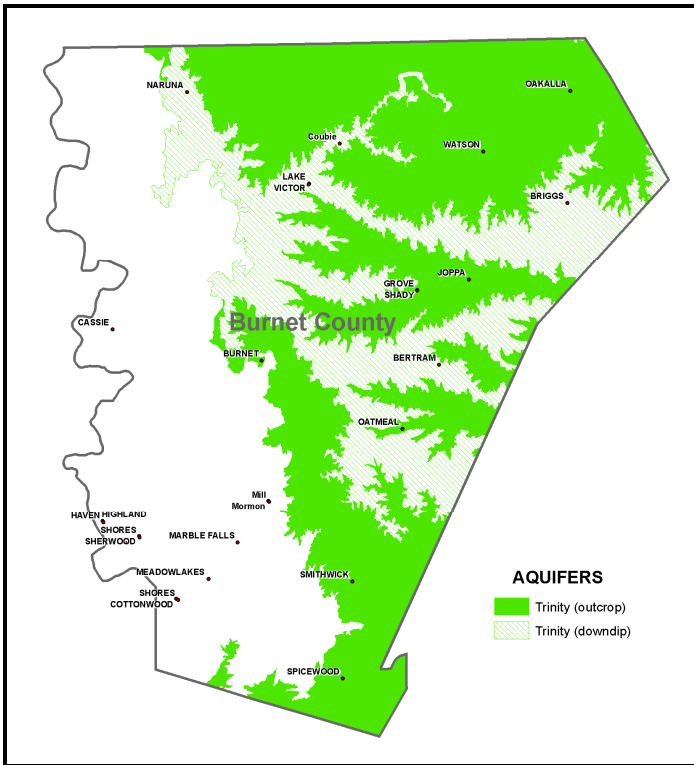 OAKALLA
NARUNA
Coubie
WATSON
LAKE
VICTOR
BRIGGS
JOPPA
GROVE
SHADY
Burnet County
CASSIE
BURNET
BERTRAM
OATMEAL
Mill
Mormon
HAVEN HIGHLAND
SHORES
SHERWOOD
MARBLE FALLS
MEADOWLAKES
SMITHWICK
SHORES
COTTONWOOD
SPICEWOOD
AQUIFERS
Trinity (outcrop)
Trinity (downdip)